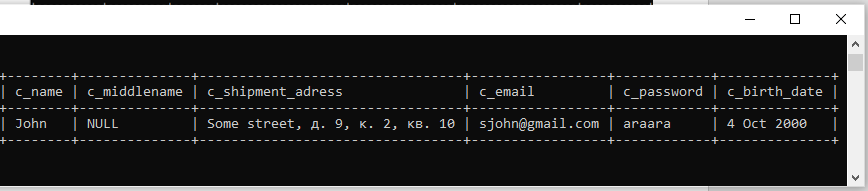 c_name | c_middlename | c_shipment_adress | c_email | c_password | c_birth_date |
John | NULL | Some street, д. 9, к. 2, кв. 10 | sjohn@gmail.com | araara | 4 Oct 2000 |